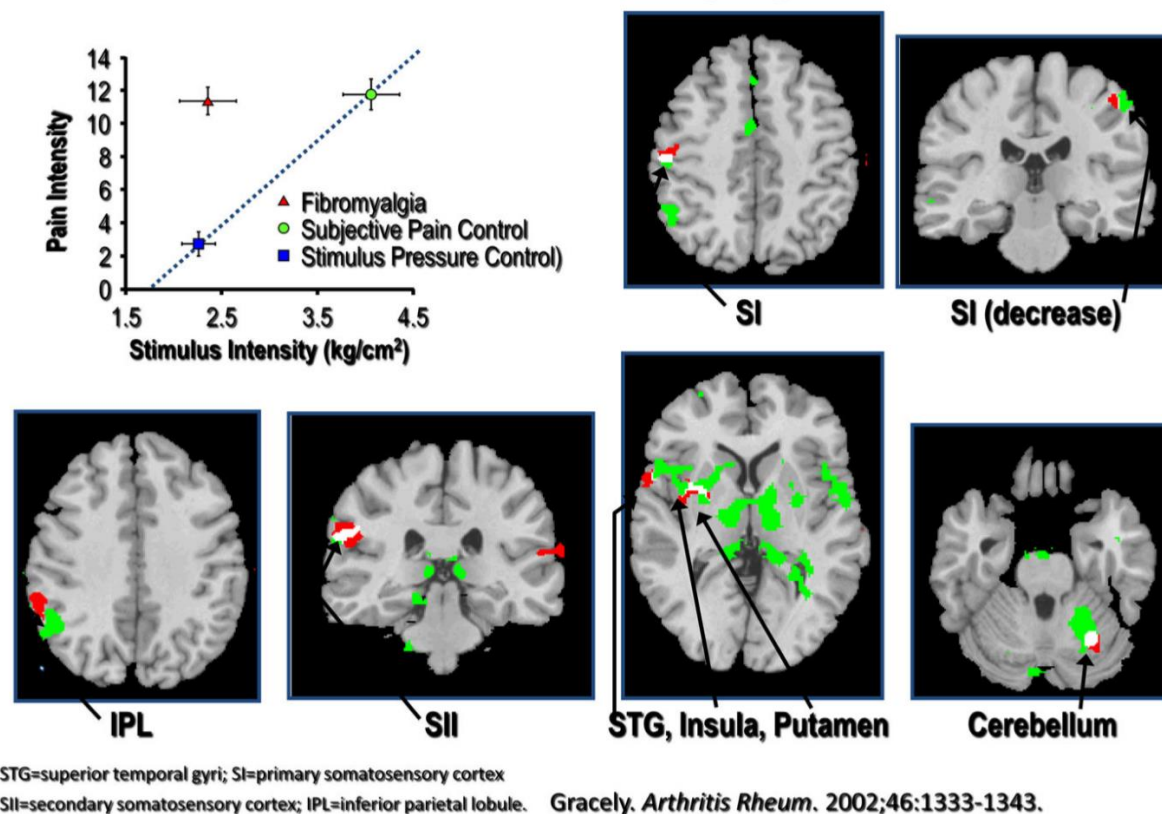 14
12
10
8
6
4
2
0
Pain Intensity
Fibromyalgia
Subjective Pain Control
Stimulus Pressure Control)
1.5 2.5 3.5 4.5
Stimulus Intensity (kg/cm²)
SI
SI (decrease)
IPL
SII
STG, Insula, Putamen
Cerebellum
STG=superior temporal gyri; SI=primary somatosensory cortex
SII=secondary somatosensory cortex; IPL=inferior parietal lobule.
Gracely. Arthritis Rheum. 2002;46:1333-1343.